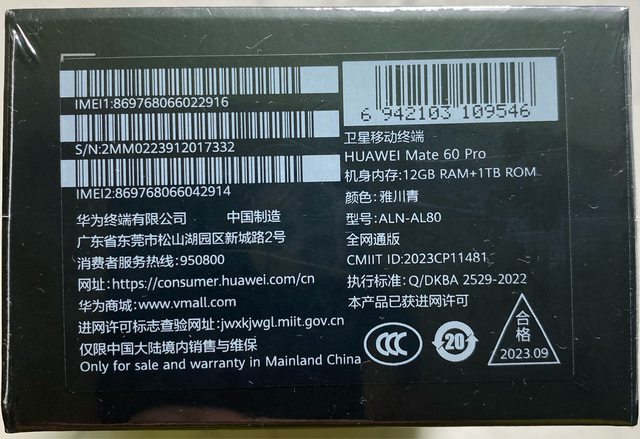 IMEI1:869768066022916
S/N:2MM0223912017332
IMEI2:869768066042914
华为终端有限公司 中国制造
广东省东莞市松山湖园区新城路2号
消费者服务热线:950800
网址:https://consumer.huawei.com/cn
华为商城:www.vmall.com
进网许可标志查验网址:jwxkjwgl.miit.gov.cn
仅限中国大陆境内销售与维保
Only for sale and warranty in Mainland China
6 942103 109546
卫星移动终端
HUAWEI Mate 60 Pro
机身内存:12GB RAM+1TB ROM
颜色:雅川青
型号:ALN-AL80
全网通版
CMIIT ID:2023CP11481
执行标准:Q/DKBA 2529-2022
本产品已获进网许可
CCC
20
合格
2023.09